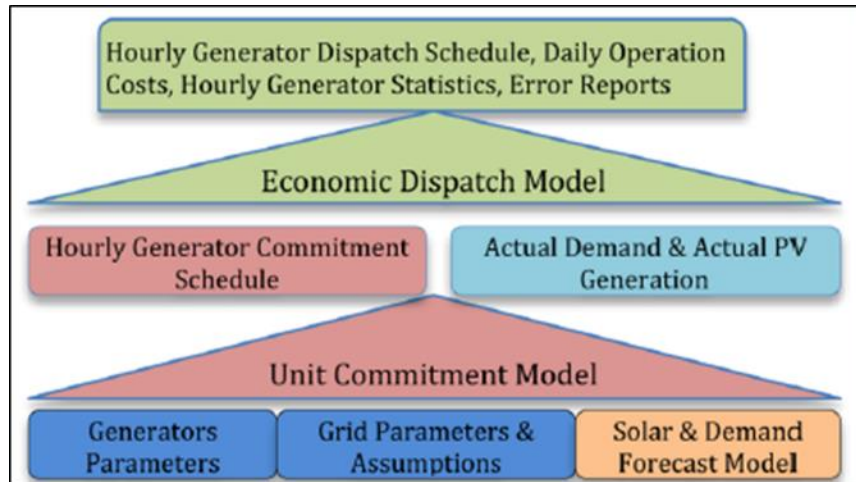 Hourly Generator Dispatch Schedule, Daily Operation
Costs, Hourly Generator Statistics, Error Reports
Economic Dispatch Model
Hourly Generator Commitment
Schedule
Actual Demand & Actual PV
Generation
Unit Commitment Model
Generators
Parameters
Grid Parameters &
Assumptions
Solar & Demand
Forecast Model